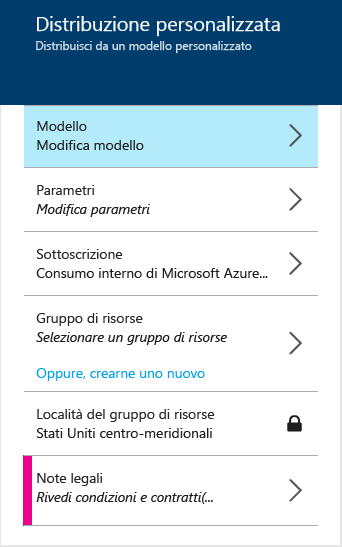 Distribuzione personalizzata
Distribuisci da un modello personalizzato
Modello
Modifica modello
Parametri
Modifica parametri
Sottoscrizione
Consumo interno di Microsoft Azure...
Gruppo di risorse
Selezionare un gruppo di risorse
Oppure, crearne uno nuovo
Località del gruppo di risorse
Stati Uniti centro-meridionali
Note legali
Rivedi condizioni e contratti(...